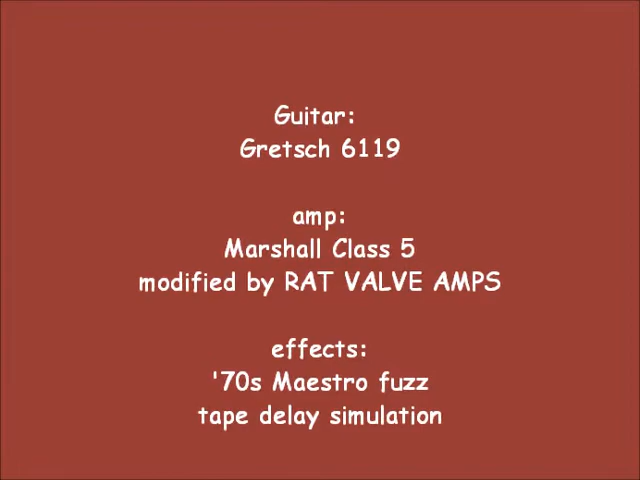 Guitar:
Gretsch 6119
amp:
Marshall Class 5
modified by RAT VALVE AMPS
effects:
'70s Maestro fuzz
tape delay simulation